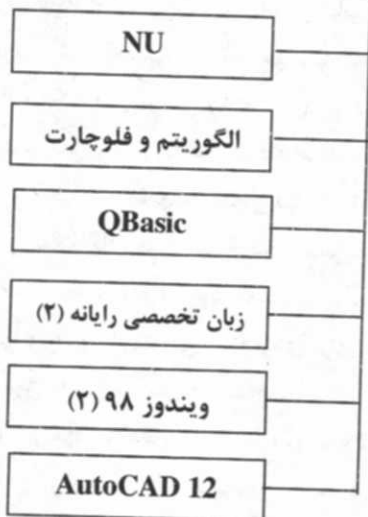 NU
الگوریتم و فلوچارت
QBasic
زبان تخصصی رایانه (۲)
ویندوز ۹۸ (۲)
AutoCAD 12